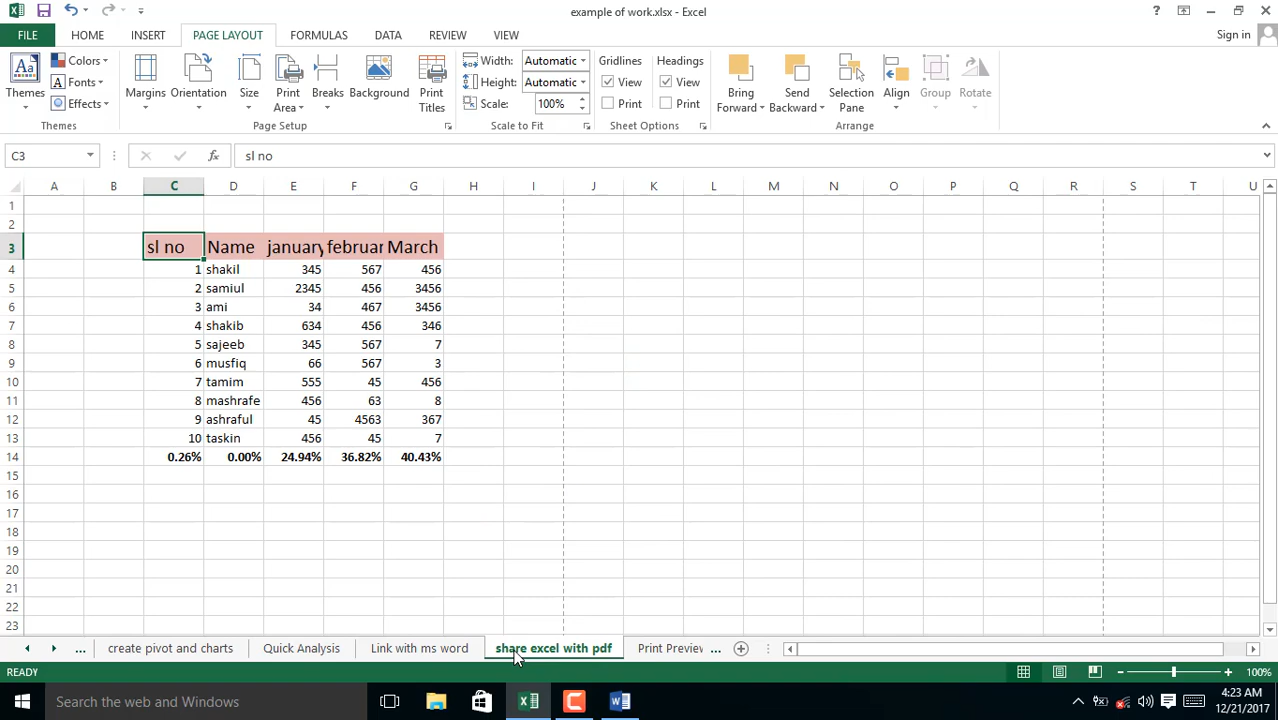 example of work.xlsx - Excel
?
FILE HOME INSERT PAGE LAYOUT FORMULAS DATA REVIEW VIEW Sign in
Themes Colors Fonts Effects
Margins Orientation Size Print Area Breaks Background Print Titles
Width: Automatic
Height: Automatic
Scale: 100%
Gridlines Headings
View View
Print Print
Bring Forward Send Backward Selection Pane Align Group Rotate
Themes Page Setup Scale to Fit Sheet Options Arrange
C3 fx sl no
A B C D E F G H I J K L M N O P Q R S T U
1
2
3 sl no Name january februar March
4 1 shakil 345 567 456
5 2 samiul 2345 456 3456
6 3 ami 34 467 3456
7 4 shakib 634 456 346
8 5 sajeeb 345 567 7
9 6 musfiq 66 567 3
10 7 tamim 555 45 456
11 8 mashrafe 456 63 8
12 9 ashraful 45 4563 367
13 10 taskin 456 45 7
14 0.26% 0.00% 24.94% 36.82% 40.43%
15
16
17
18
19
20
21
22
23
... create pivot and charts Quick Analysis Link with ms word share excel with pdf Print Preview ...
READY 100%
Search the web and Windows
4:23 AM
12/21/2017